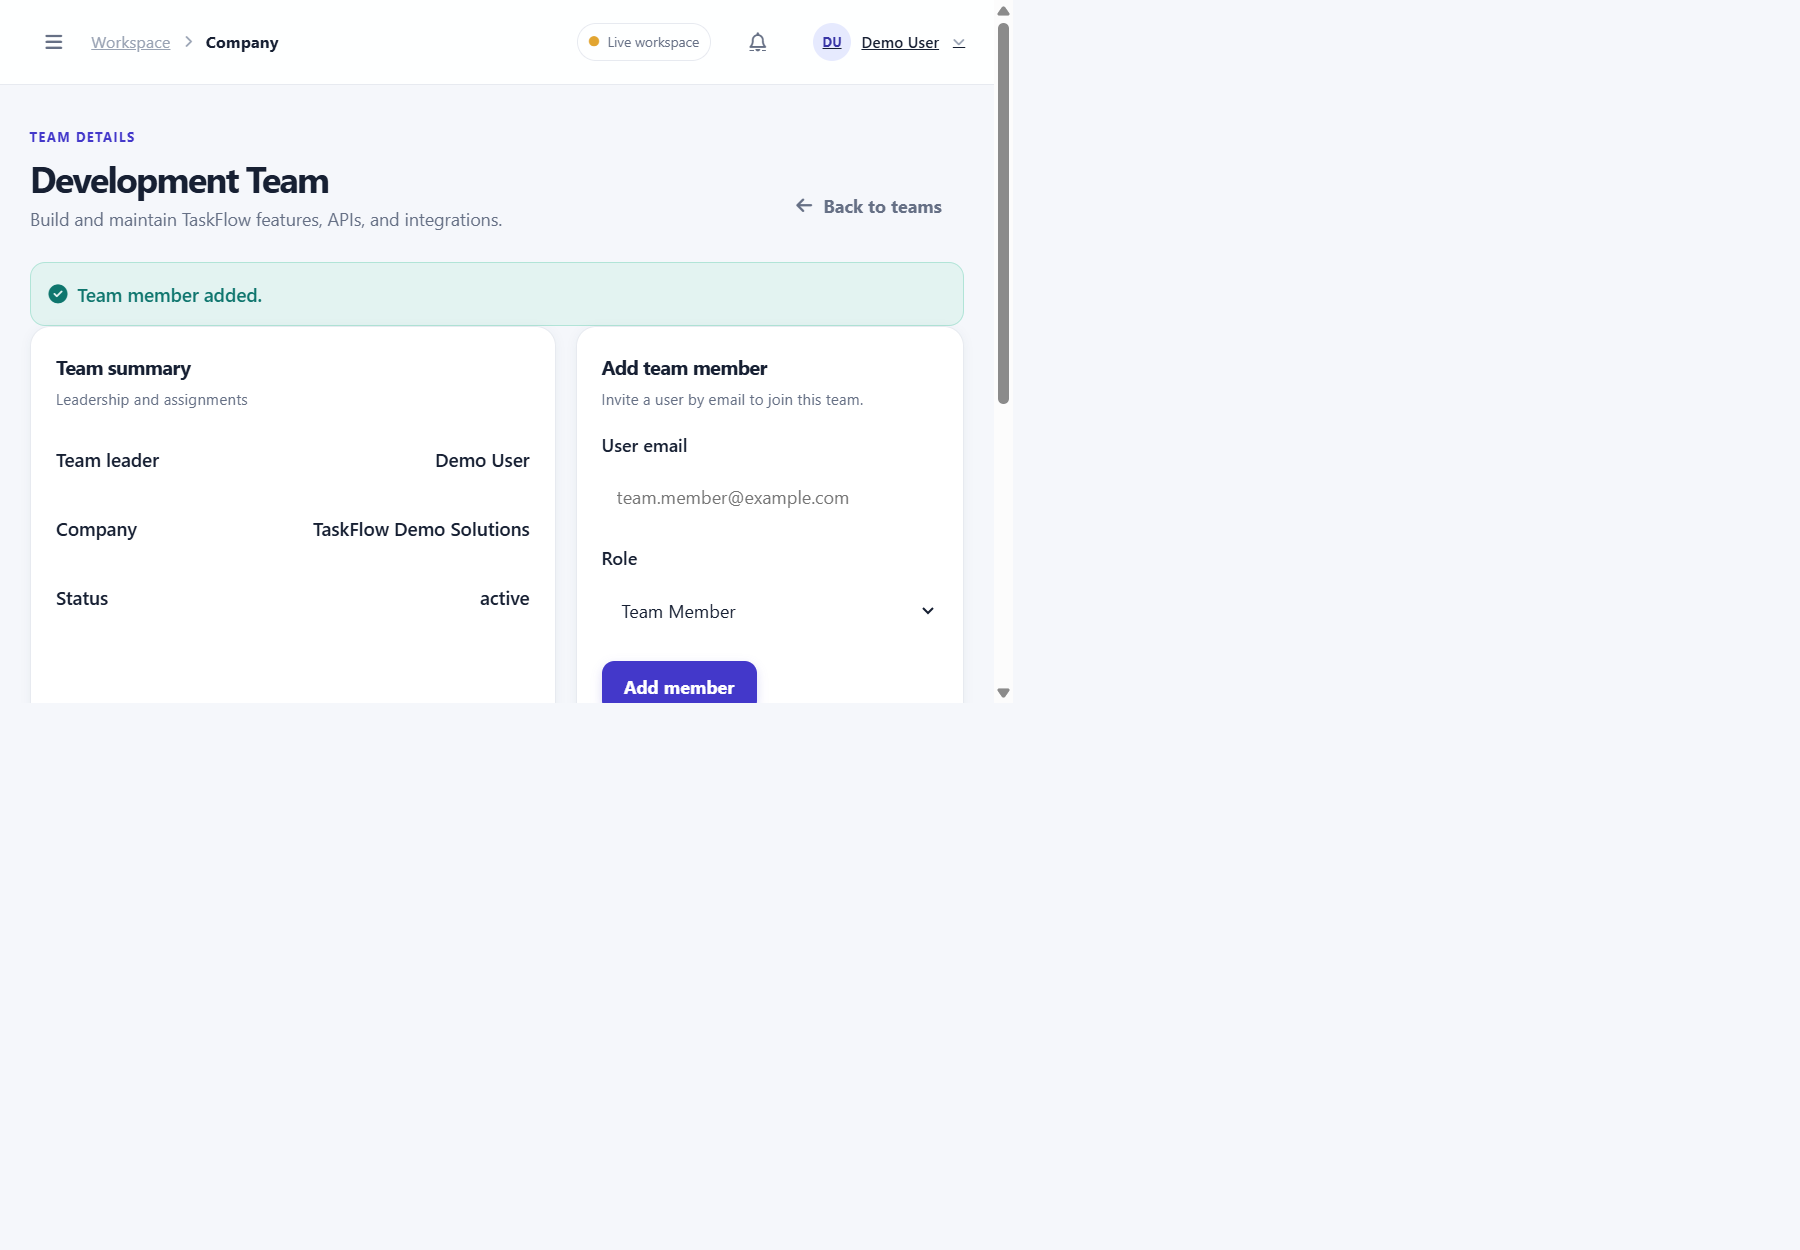 Workspace > Company
Live workspace
DU Demo User
TEAM DETAILS
Development Team
Build and maintain TaskFlow features, APIs, and integrations.
← Back to teams
Team member added.
Team summary
Leadership and assignments
Team leader Demo User
Company TaskFlow Demo Solutions
Status active
Add team member
Invite a user by email to join this team.
User email
team.member@example.com
Role
Team Member
Add member